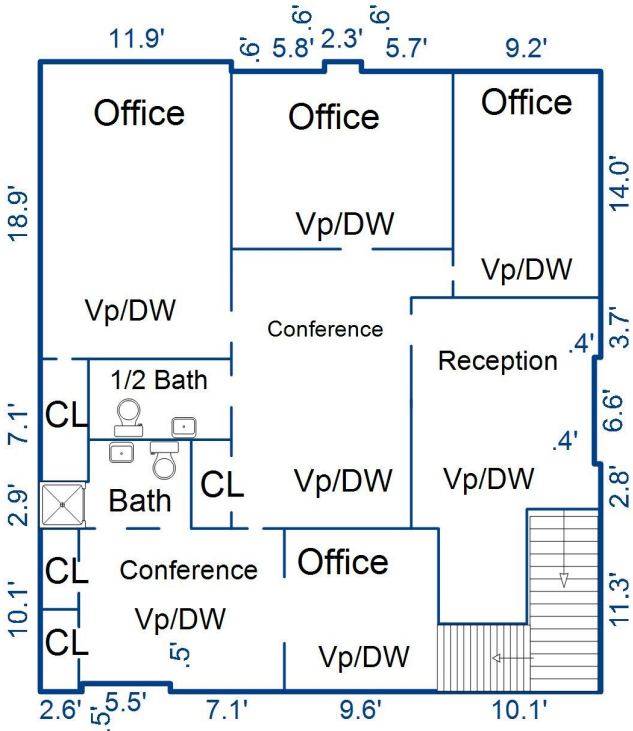 .6' .6'
11.9' .6' 5.8' 2.3' 5.7' 9.2'
Office Office Office
18.9' 14.0'
Vp/DW Vp/DW
Vp/DW
Conference 3.7'
.4'
Reception
1/2 Bath
CL 7.1' 6.6'
.4'
CL Vp/DW Vp/DW
2.9' Bath 2.8'
Office
CL Conference
10.1' Vp/DW 11.3'
CL .5' Vp/DW
2.6' .5' 5.5' 7.1' 9.6' 10.1'